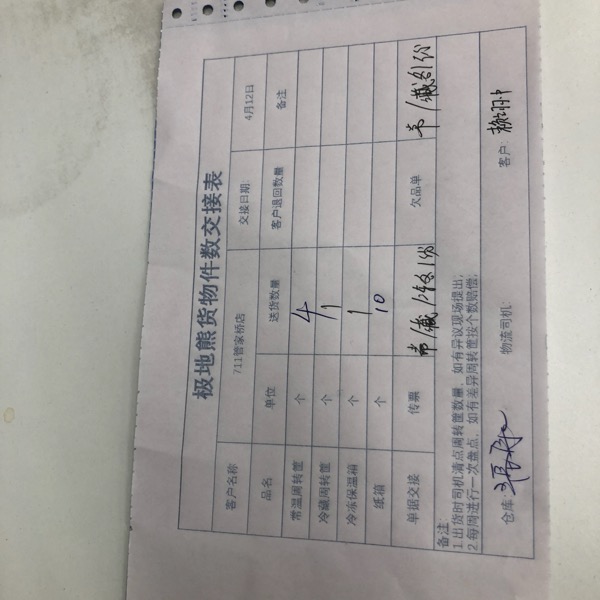 极地熊货物件数交接表
客户名称 711管家桥店 交接日期: 4月12日
品名 单位 送货数量 客户退回数量 备注
常温周转筐 个 4
冷藏周转筐 个 1
冷冻保温箱 个 1
纸箱 个 10
单据交接 传票 欠品单
备注:
1.出货时司机清点周转筐数量，如有异议现场提出;
2.每周进行一次盘点，如有差异周转筐按个数赔偿;
仓库: 物流司机: 客户: